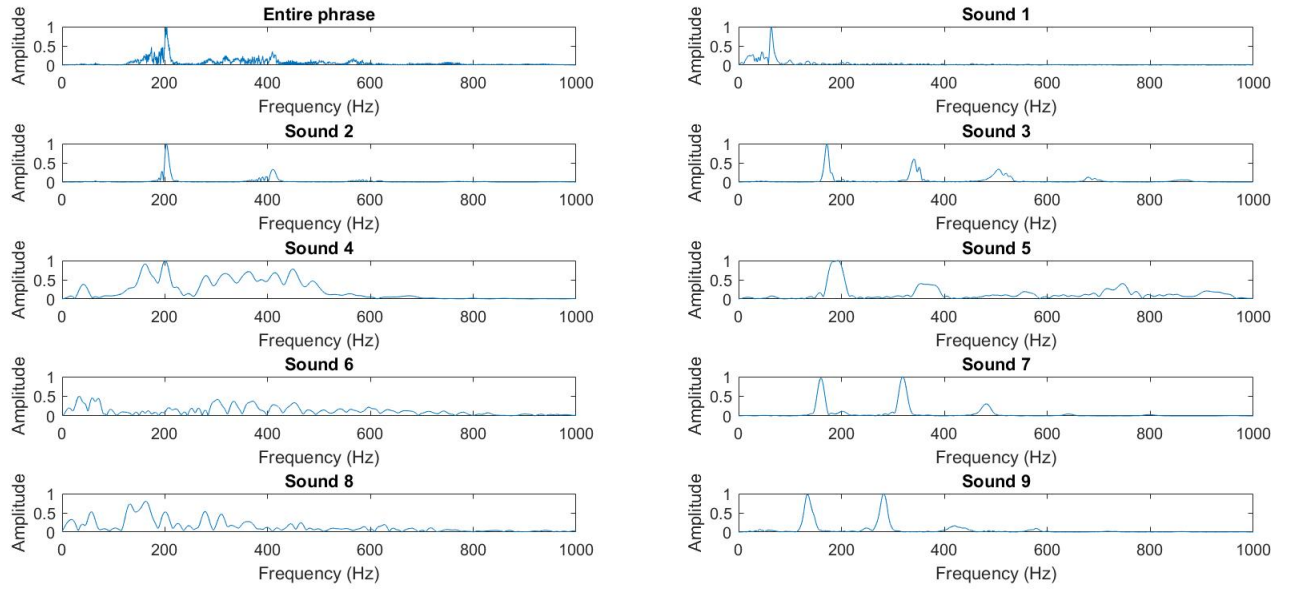 Entire phrase
Amplitude
1
0.5
0
0 200 400 600 800 1000
Frequency (Hz)
Sound 1
Amplitude
1
0.5
0
0 200 400 600 800 1000
Frequency (Hz)
Sound 2
Amplitude
1
0.5
0
0 200 400 600 800 1000
Frequency (Hz)
Sound 3
Amplitude
1
0.5
0
0 200 400 600 800 1000
Frequency (Hz)
Sound 4
Amplitude
1
0.5
0
0 200 400 600 800 1000
Frequency (Hz)
Sound 5
Amplitude
1
0.5
0
0 200 400 600 800 1000
Frequency (Hz)
Sound 6
Amplitude
1
0.5
0
0 200 400 600 800 1000
Frequency (Hz)
Sound 7
Amplitude
1
0.5
0
0 200 400 600 800 1000
Frequency (Hz)
Sound 8
Amplitude
1
0.5
0
0 200 400 600 800 1000
Frequency (Hz)
Sound 9
Amplitude
1
0.5
0
0 200 400 600 800 1000
Frequency (Hz)